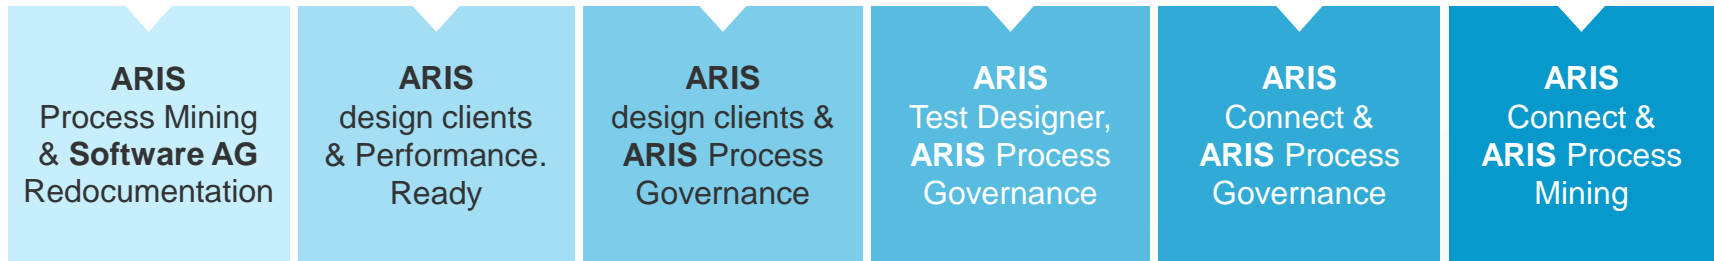 ARIS
Process Mining
& Software AG
Redocumentation
ARIS
design clients
& Performance.
Ready
ARIS
design clients &
ARIS Process
Governance
ARIS
Test Designer,
ARIS Process
Governance
ARIS
Connect &
ARIS Process
Governance
ARIS
Connect &
ARIS Process
Mining